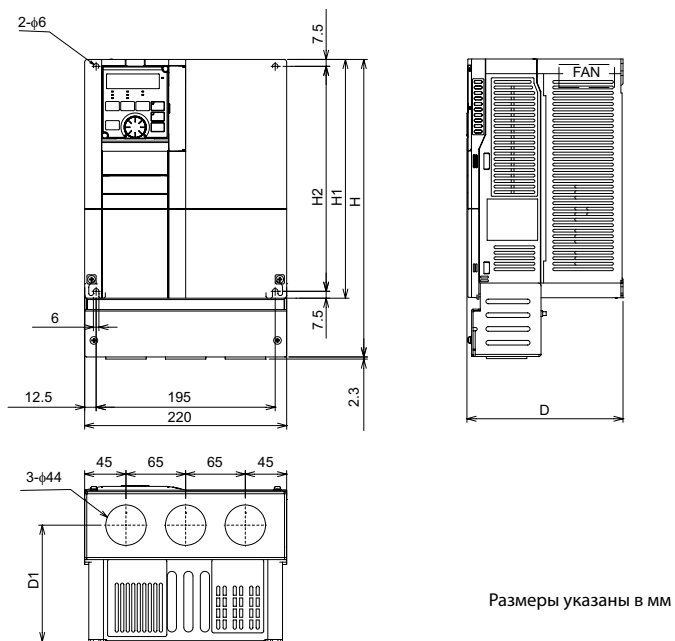 2-ϕ6
7.5
FAN
H2
H1
H
6
7.5
12.5
195
2.3
220
D
45
65
65
45
3-ϕ44
D1
Размеры указаны в мм